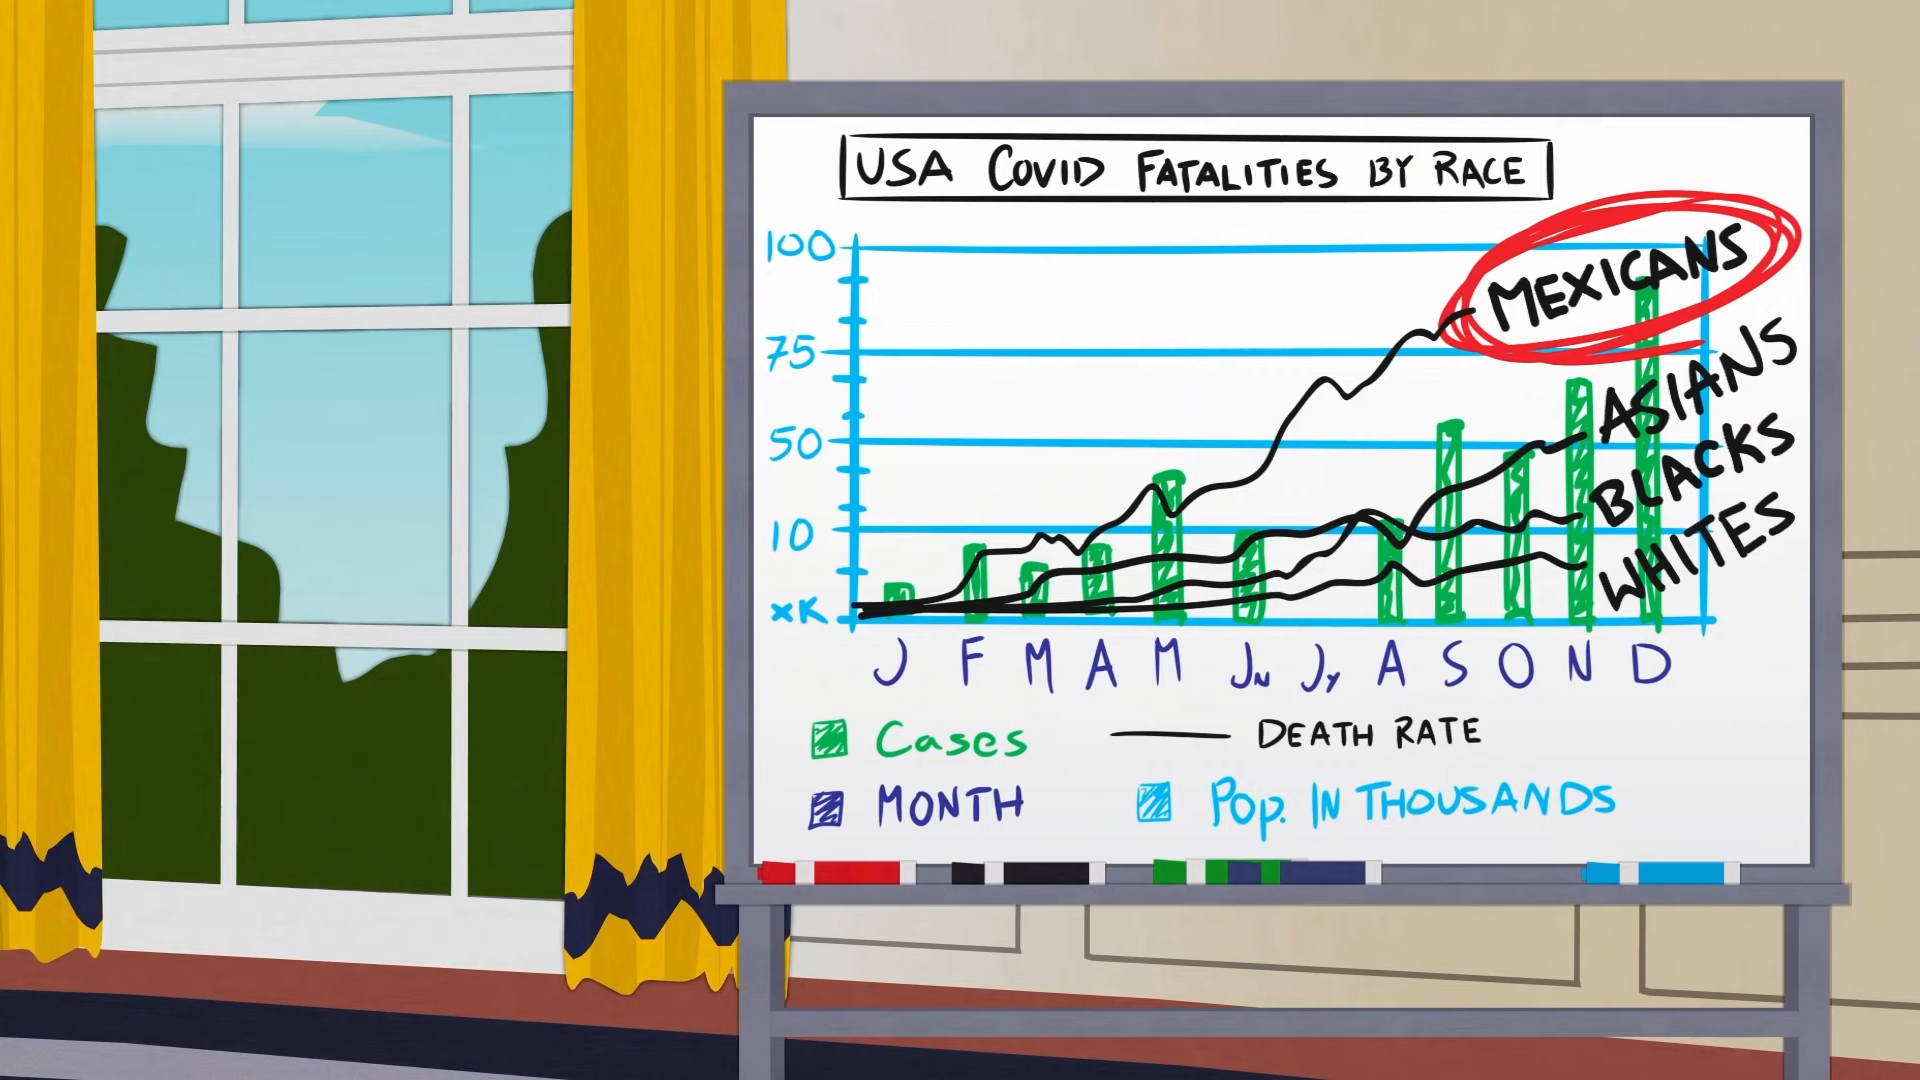 USA COVID FATALITIES BY RACE
100
75
50
10
xK
MEXICANS
ASIANS
BLACKS
WHITES
J F M A M JN JY A S O N D
Cases
DEATH RATE
MONTH
POP. IN THOUSANDS